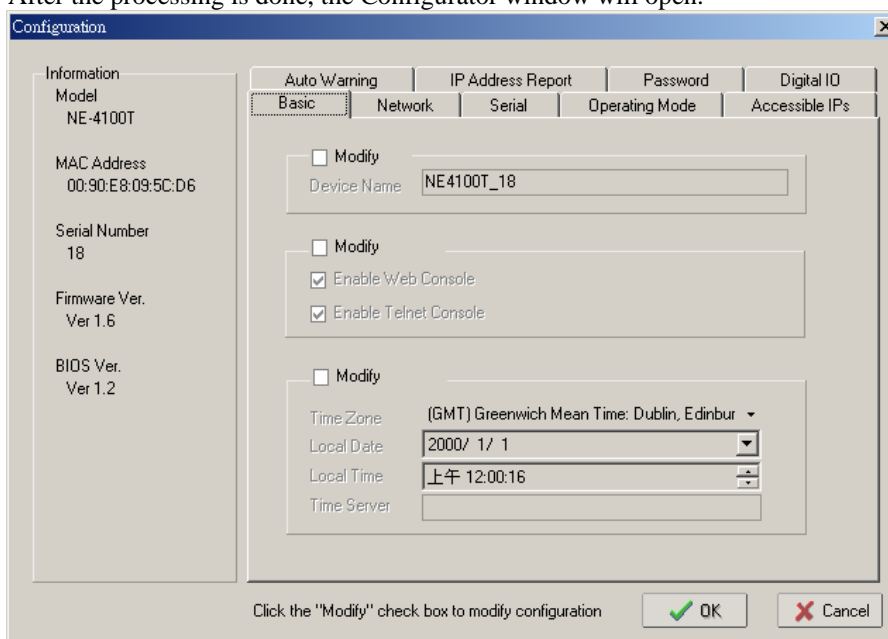 After the processing is done, the Configurator window will open.
Configuration
Information
Model
NE-4100T
MAC Address
00:90:E8:09:5C:D6
Serial Number
18
Firmware Ver.
Ver 1.6
BIOS Ver.
Ver 1.2
Auto Warning IP Address Report Password Digital IO
Basic Network Serial Operating Mode Accessible IPs
Modify
Device Name NE4100T_18
Modify
Enable Web Console
Enable Telnet Console
Modify
Time Zone (GMT) Greenwich Mean Time: Dublin, Edinbur
Local Date 2000/ 1/ 1
Local Time 上午 12:00:16
Time Server
Click the "Modify" check box to modify configuration OK Cancel